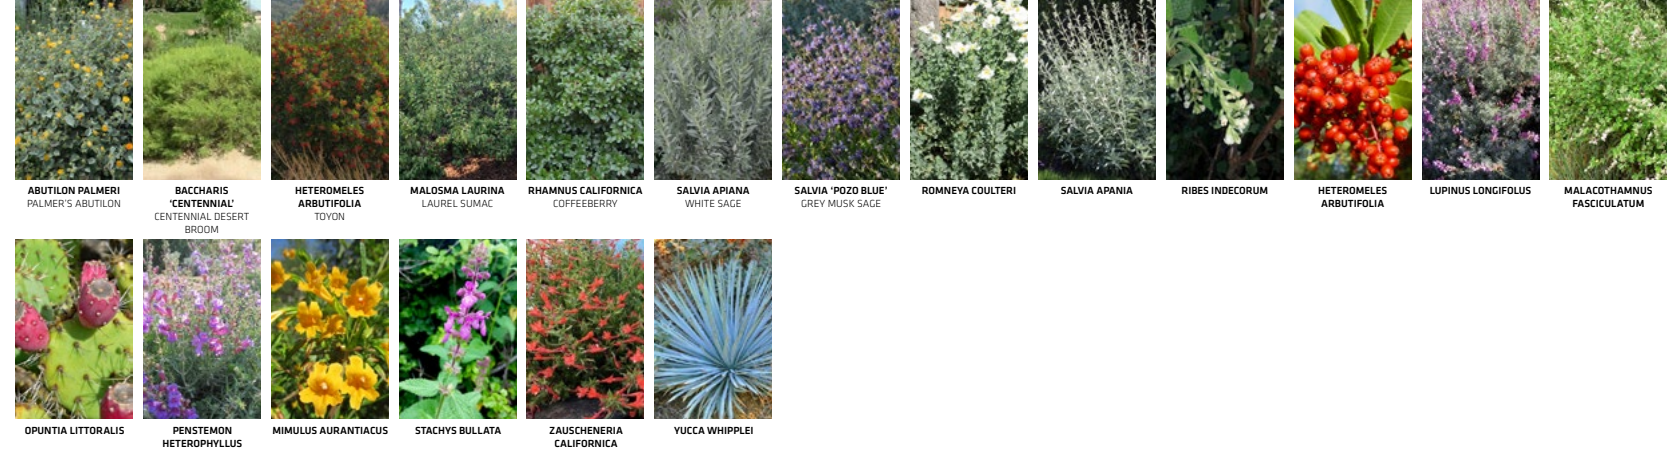 ABUTILON PALMERI
PALMER'S ABUTILON
BACCHARIS
'CENTENNIAL'
CENTENNIAL DESERT
BROOM
HETEROMELES
ARBUTIFOLIA
TOYON
MALOSMA LAURINA
LAUREL SUMAC
RHAMNUS CALIFORNICA
COFFEEBERRY
SALVIA APIANA
WHITE SAGE
SALVIA 'POZO BLUE'
GREY MUSK SAGE
ROMNEYA COULTERI
SALVIA APANIA
RIBES INDECORUM
HETEROMELES
ARBUTIFOLIA
LUPINUS LONGIFOLUS
MALACOTHAMNUS
FASCICULATUM
OPUNTIA LITTORALIS
PENSTEMON
HETEROPHYLLUS
MIMULUS AURANTIACUS
STACHYS BULLATA
ZAUSCHENERIA
CALIFORNICA
YUCCA WHIPPLEI